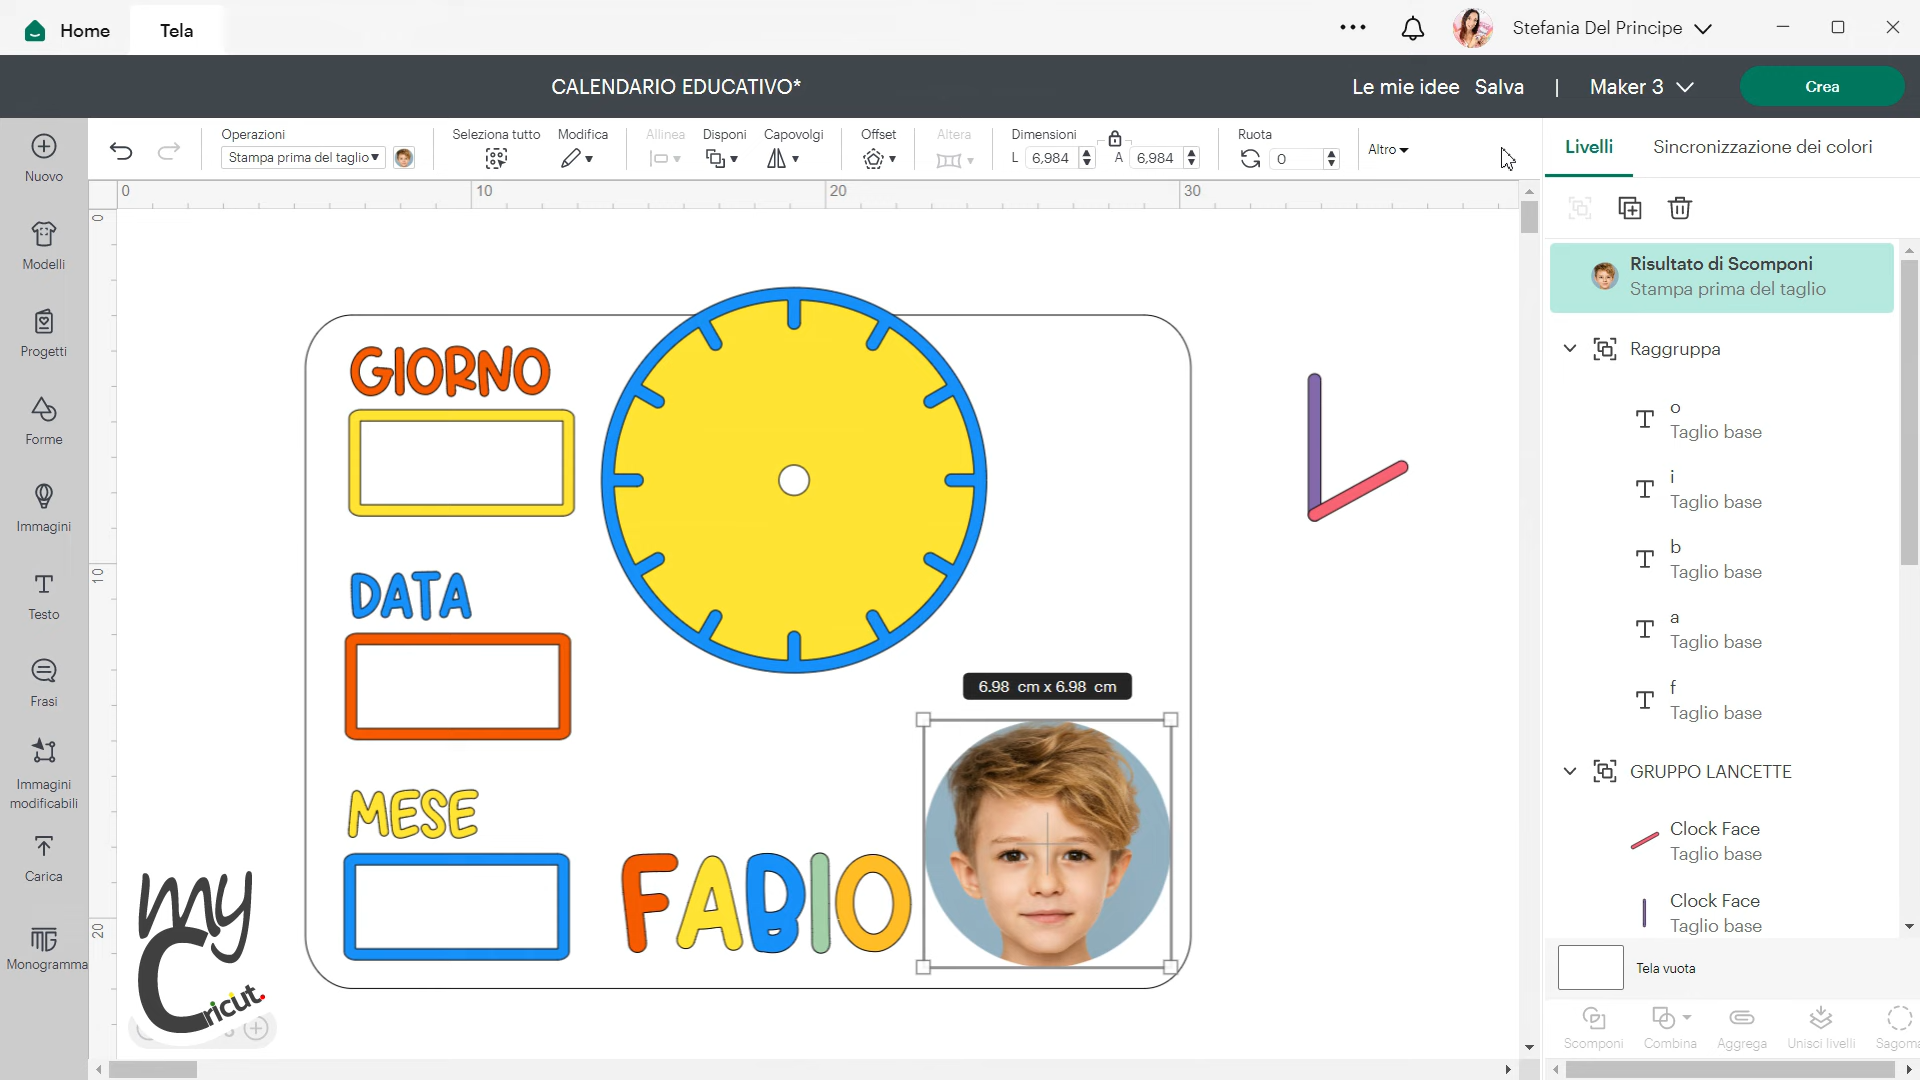 Home
Tela
Stefania Del Principe
CALENDARIO EDUCATIVO*
Le mie idee
Salva
|
Maker 3
Crea
Operazioni
Stampa prima del taglio
Seleziona tutto
Modifica
Allinea
Disponi
Capovolgi
Offset
Altera
Dimensioni
L 6,984
A 6,984
Ruota
0
Altro
Livelli
Sincronizzazione dei colori
Nuovo
Modelli
Progetti
Forme
Immagini
Testo
Frasi
Immagini
modificabili
Carica
Monogramma
0 10 20 30
0
10
20
GIORNO
DATA
MESE
FABIO
6.98 cm x 6.98 cm
my
Cricut.
Risultato di Scomponi
Stampa prima del taglio
Raggruppa
o
Taglio base
i
Taglio base
b
Taglio base
a
Taglio base
f
Taglio base
GRUPPO LANCETTE
Clock Face
Taglio base
Clock Face
Taglio base
Tela vuota
Scomponi
Combina
Aggrega
Unisci livelli